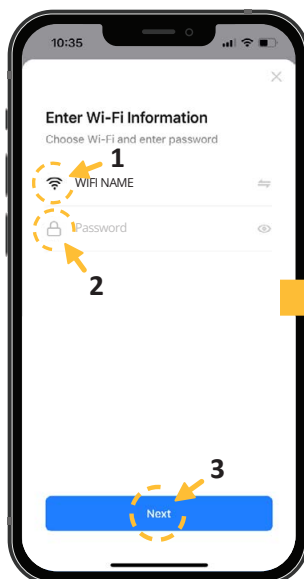 10:35
Enter Wi-Fi Information
Choose Wi-Fi and enter password
1
WIFI NAME
Password
2
3
Next